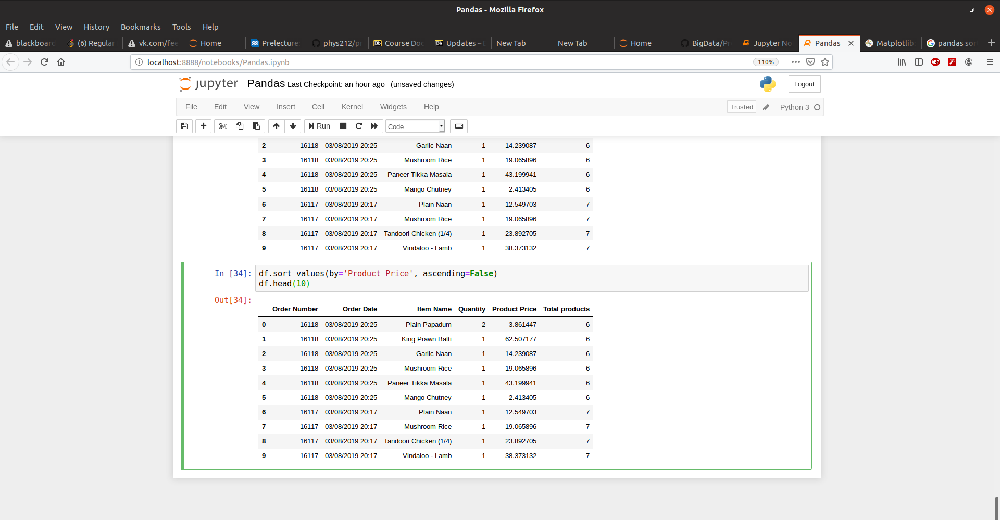 Pandas - Mozilla Firefox
File Edit View History Bookmarks Tools Help
blackboard (6) Regular vk.com/fee Home Prelecture: phys212/pr Bb Course Doc Bb Updates – New Tab New Tab Home BigData/Pr Jupyter No Pandas Matplotlib: pandas sor
localhost:8888/notebooks/Pandas.ipynb 110% ABP
jupyter Pandas Last Checkpoint: an hour ago (unsaved changes) Logout
File Edit View Insert Cell Kernel Widgets Help Trusted Python 3
Run Code
2 16118 03/08/2019 20:25 Garlic Naan 1 14.239087 6
3 16118 03/08/2019 20:25 Mushroom Rice 1 19.065896 6
4 16118 03/08/2019 20:25 Paneer Tikka Masala 1 43.199941 6
5 16118 03/08/2019 20:25 Mango Chutney 1 2.413405 6
6 16117 03/08/2019 20:17 Plain Naan 1 12.549703 7
7 16117 03/08/2019 20:17 Mushroom Rice 1 19.065896 7
8 16117 03/08/2019 20:17 Tandoori Chicken (1/4) 1 23.892705 7
9 16117 03/08/2019 20:17 Vindaloo - Lamb 1 38.373132 7
In [34]: df.sort_values(by='Product Price', ascending=False)
df.head(10)
Out[34]:
Order Number Order Date Item Name Quantity Product Price Total products
0 16118 03/08/2019 20:25 Plain Papadum 2 3.861447 6
1 16118 03/08/2019 20:25 King Prawn Balti 1 62.507177 6
2 16118 03/08/2019 20:25 Garlic Naan 1 14.239087 6
3 16118 03/08/2019 20:25 Mushroom Rice 1 19.065896 6
4 16118 03/08/2019 20:25 Paneer Tikka Masala 1 43.199941 6
5 16118 03/08/2019 20:25 Mango Chutney 1 2.413405 6
6 16117 03/08/2019 20:17 Plain Naan 1 12.549703 7
7 16117 03/08/2019 20:17 Mushroom Rice 1 19.065896 7
8 16117 03/08/2019 20:17 Tandoori Chicken (1/4) 1 23.892705 7
9 16117 03/08/2019 20:17 Vindaloo - Lamb 1 38.373132 7